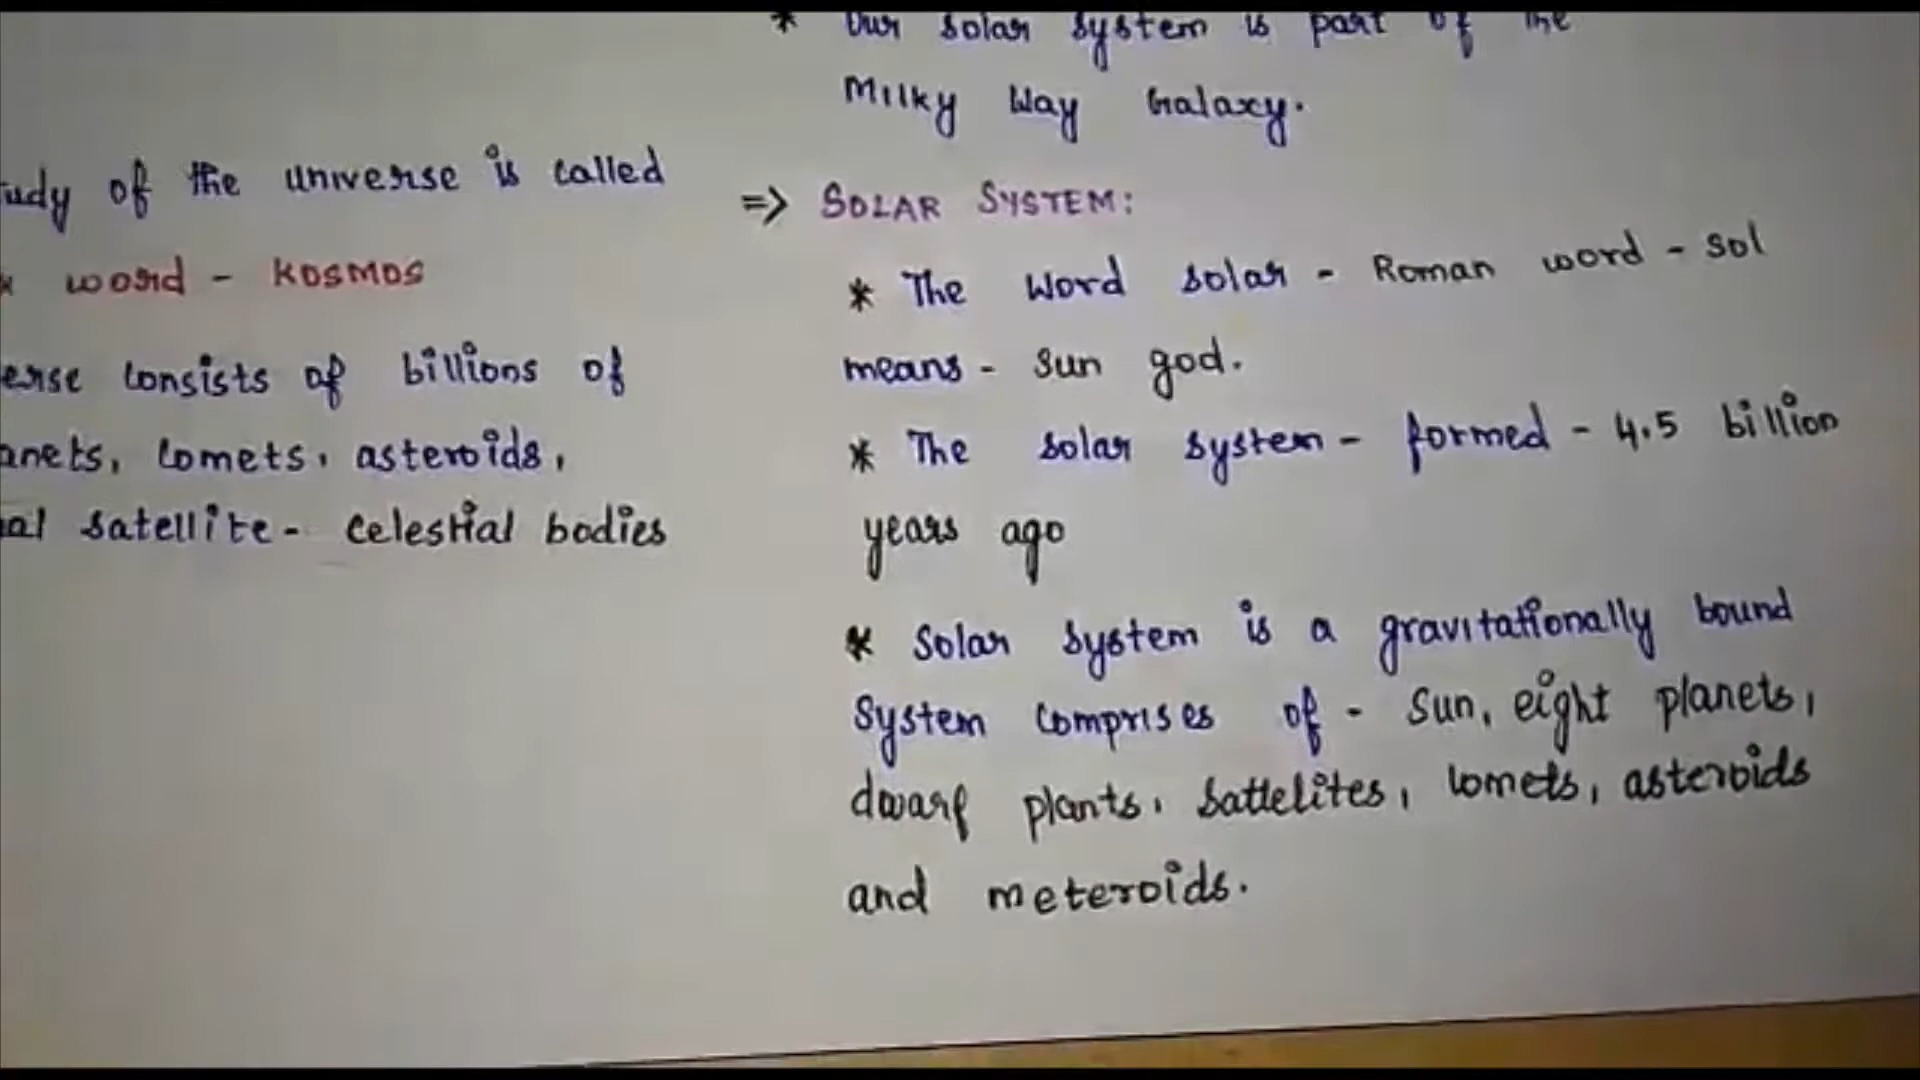 udy of the universe is called
word - KOSMOS
erse consists of billions of
anets, comets, asteroids,
al satellite - celestial bodies
* Our solar system is part of the
Milky Way Galaxy.
=> SOLAR SYSTEM:
* The word solar - Roman word - sol
means - sun god.
* The solar system - formed - 4.5 billion
years ago
* Solar system is a gravitationally bound
System comprises of - Sun, eight planets,
dwarf plants, sattelites, comets, asteroids
and meteroids.